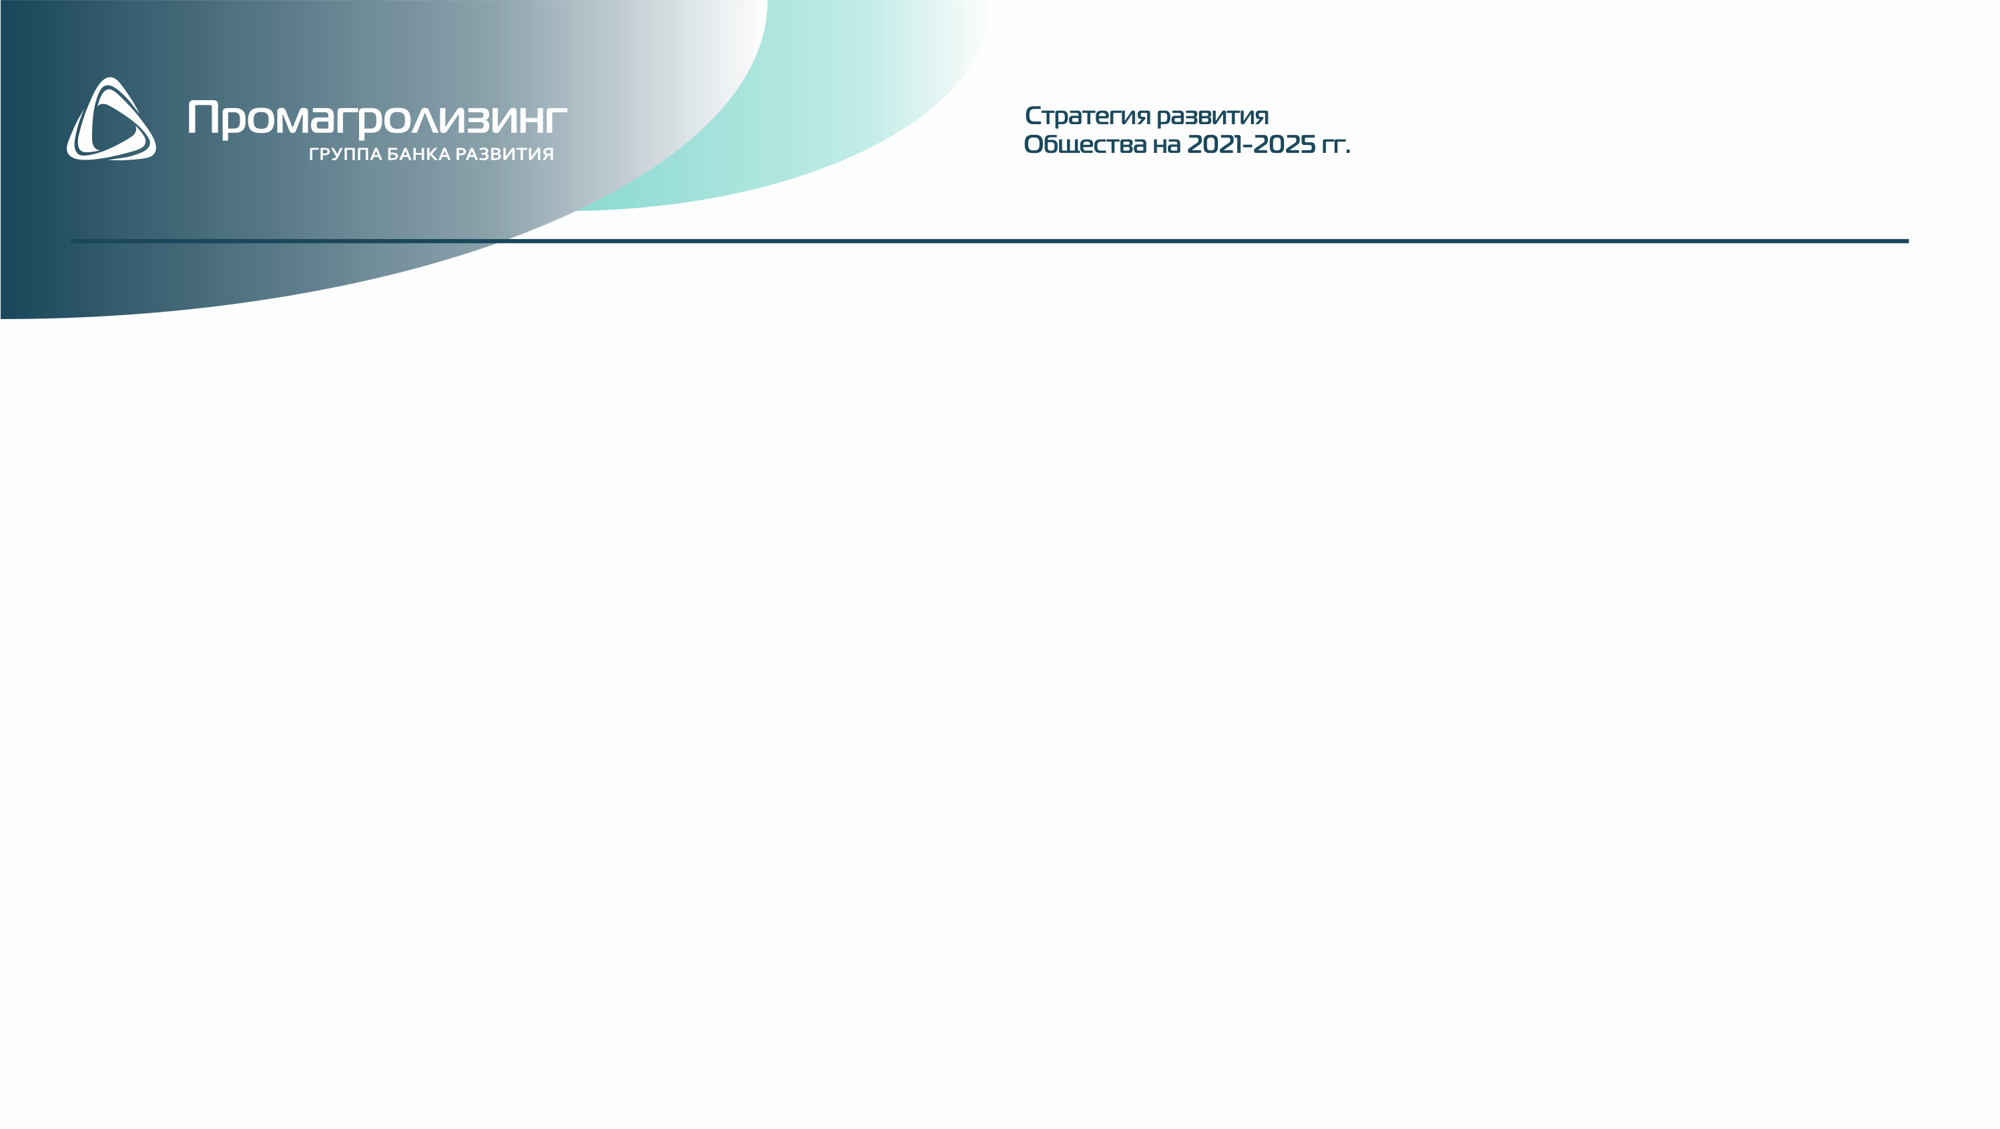 Промагролизинг
ГРУППА БАНКА РАЗВИТИЯ
Стратегия развития
Общества на 2021-2025 гг.